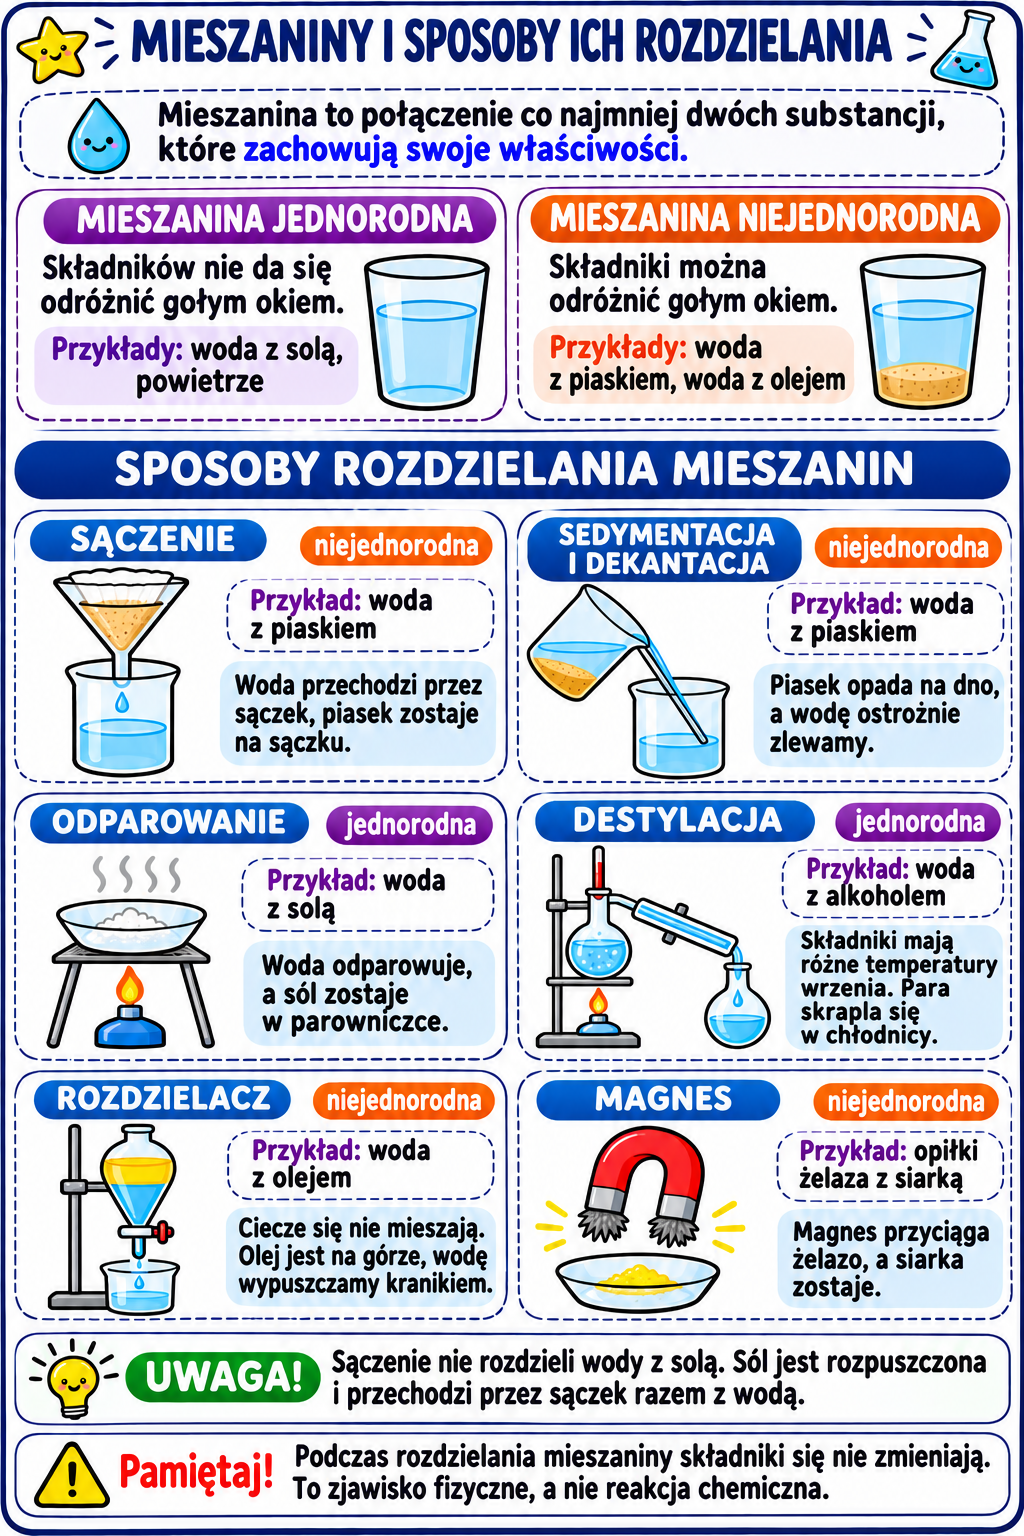 MIESZANINY I SPOSOBY ICH ROZDZIELANIA
Mieszanina to połączenie co najmniej dwóch substancji,
które zachowują swoje właściwości.
MIESZANINA JEDNORODNA
Składników nie da się
odróżnić gołym okiem.
Przykłady: woda z solą,
powietrze
MIESZANINA NIEJEDNORODNA
Składniki można
odróżnić gołym okiem.
Przykłady: woda
z piaskiem, woda z olejem
SPOSOBY ROZDZIELANIA MIESZANIN
SĄCZENIE
niejednorodna
Przykład: woda
z piaskiem
Woda przechodzi przez
sączek, piasek zostaje
na sączku.
SEDYMENTACJA
I DEKANTACJA
niejednorodna
Przykład: woda
z piaskiem
Piasek opada na dno,
a wodę ostrożnie
zlewamy.
ODPAROWANIE
jednorodna
Przykład: woda
z solą
Woda odparowuje,
a sól zostaje
w parowniczce.
DESTYLACJA
jednorodna
Przykład: woda
z alkoholem
Składniki mają
różne temperatury
wrzenia. Para
skrapla się
w chłodnicy.
ROZDZIELACZ
niejednorodna
Przykład: woda
z olejem
Ciecze się nie mieszają.
Olej jest na górze, wodę
wypuszczamy kranikiem.
MAGNES
niejednorodna
Przykład: opiłki
żelaza z siarką
Magnes przyciąga
żelazo, a siarka
zostaje.
UWAGA!
Sączenie nie rozdzieli wody z solą. Sól jest rozpuszczona
i przechodzi przez sączek razem z wodą.
Pamiętaj!
Podczas rozdzielania mieszaniny składniki się nie zmieniają.
To zjawisko fizyczne, a nie reakcja chemiczna.